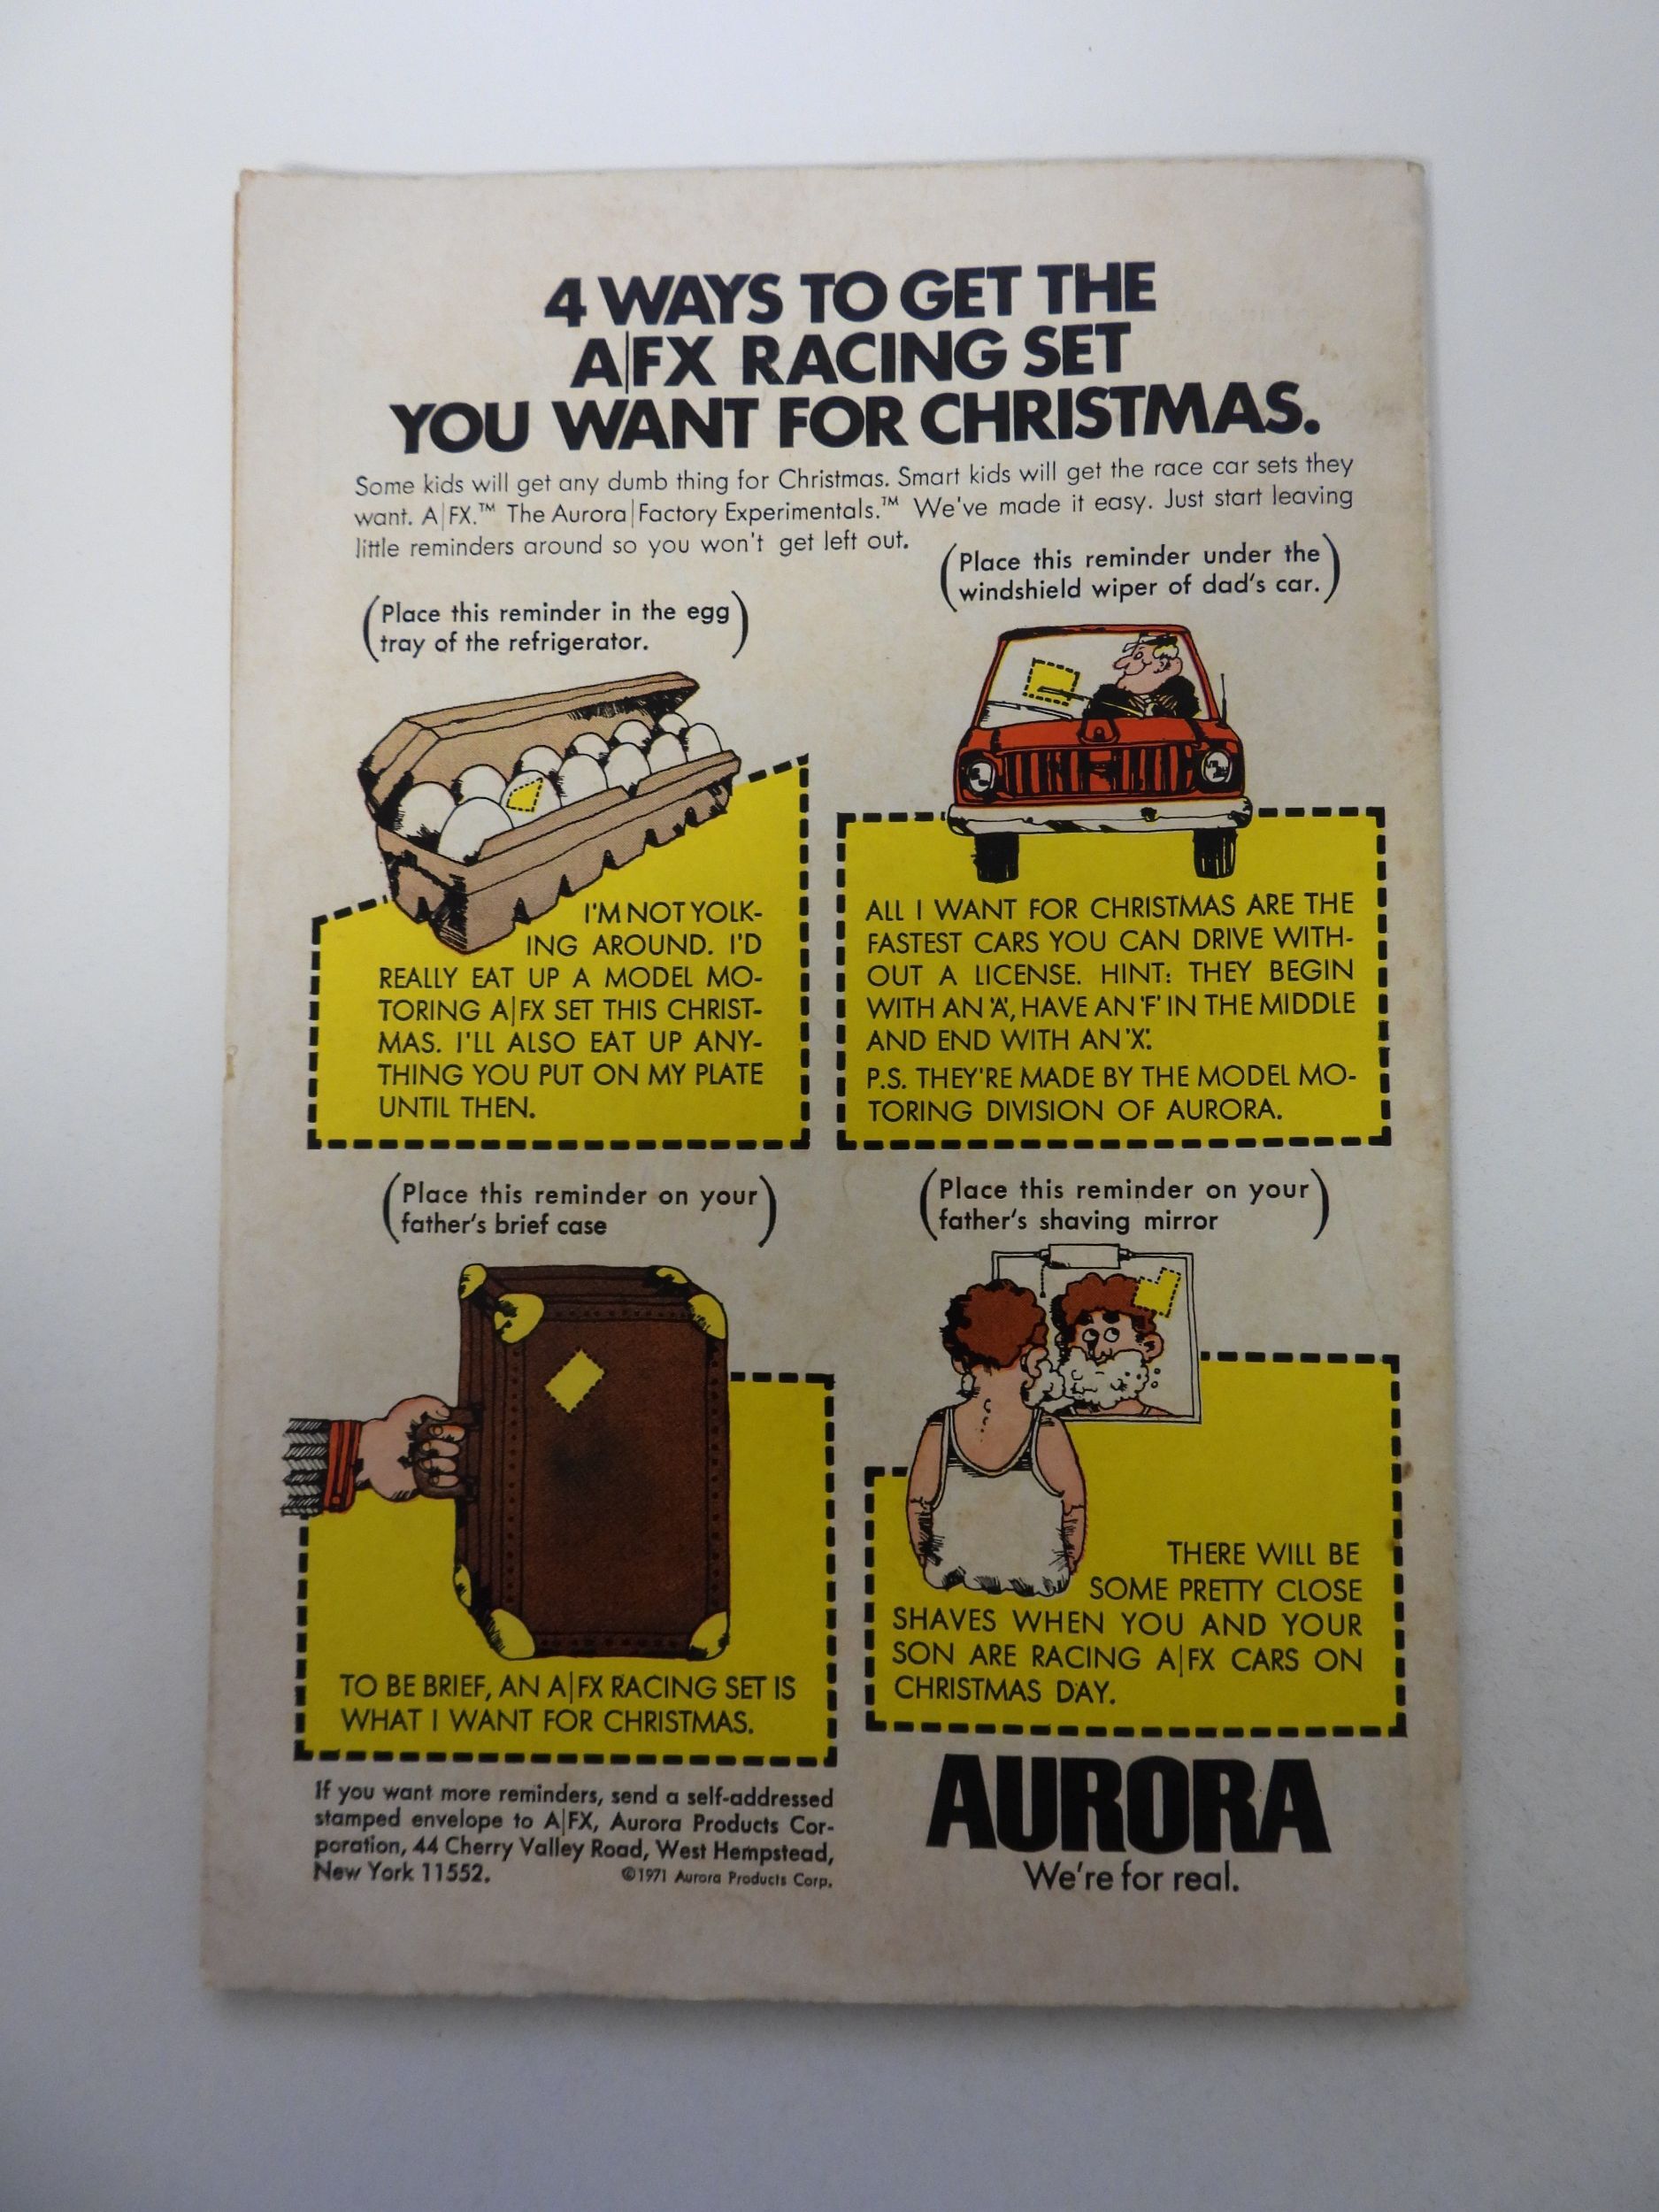 4 WAYS TO GET THE
A|FX RACING SET
YOU WANT FOR CHRISTMAS.
Some kids will get any dumb thing for Christmas. Smart kids will get the race car sets they
want. A|FX.™ The Aurora|Factory Experimentals.™ We've made it easy. Just start leaving
little reminders around so you won't get left out.
(Place this reminder in the egg
tray of the refrigerator.)
I'M NOT YOLK-
ING AROUND. I'D
REALLY EAT UP A MODEL MO-
TORING A|FX SET THIS CHRIST-
MAS. I'LL ALSO EAT UP ANY-
THING YOU PUT ON MY PLATE
UNTIL THEN.
(Place this reminder under the
windshield wiper of dad's car.)
ALL I WANT FOR CHRISTMAS ARE THE
FASTEST CARS YOU CAN DRIVE WITH-
OUT A LICENSE. HINT: THEY BEGIN
WITH AN 'A', HAVE AN 'F' IN THE MIDDLE
AND END WITH AN 'X'.
P.S. THEY'RE MADE BY THE MODEL MO-
TORING DIVISION OF AURORA.
(Place this reminder on your
father's brief case)
TO BE BRIEF, AN A|FX RACING SET IS
WHAT I WANT FOR CHRISTMAS.
(Place this reminder on your
father's shaving mirror)
THERE WILL BE
SOME PRETTY CLOSE
SHAVES WHEN YOU AND YOUR
SON ARE RACING A|FX CARS ON
CHRISTMAS DAY.
If you want more reminders, send a self-addressed
stamped envelope to A|FX, Aurora Products Cor-
poration, 44 Cherry Valley Road, West Hempstead,
New York 11552.
©1971 Aurora Products Corp.
AURORA
We're for real.